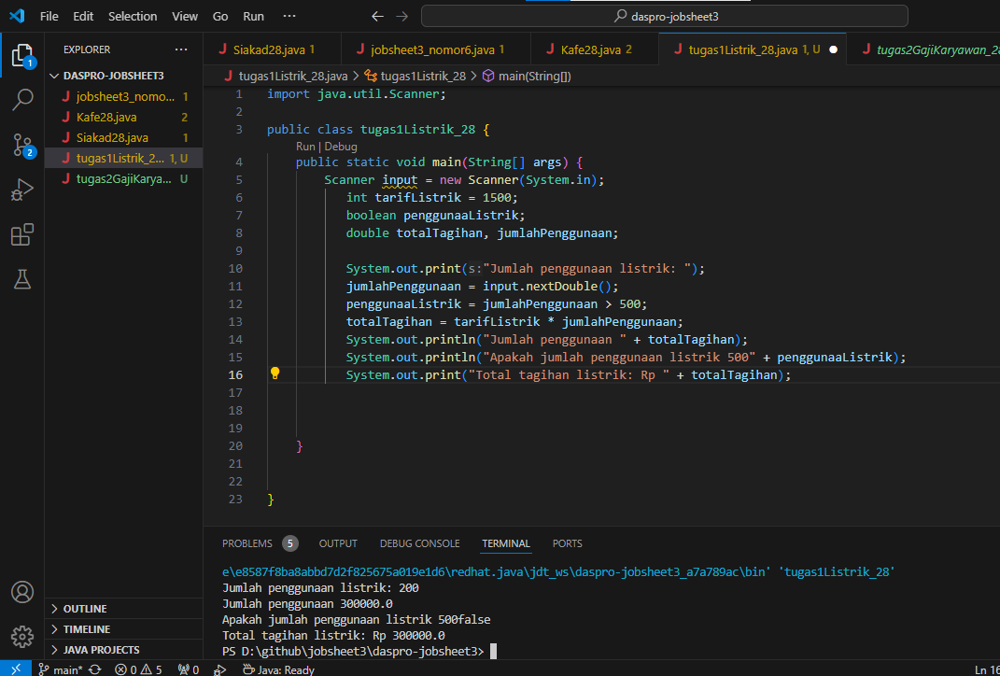 File Edit Selection View Go Run ··· daspro-jobsheet3
EXPLORER ···
DASPRO-JOBSHEET3
jobsheet3_nomo... 1
Kafe28.java 2
Siakad28.java 1
tugas1Listrik_2... 1, U
tugas2GajiKarya... U
OUTLINE
TIMELINE
JAVA PROJECTS
Siakad28.java 1 jobsheet3_nomor6.java 1 Kafe28.java 2 tugas1Listrik_28.java 1, U tugas2GajiKaryawan_28
tugas1Listrik_28.java > tugas1Listrik_28 > main(String[])
1 import java.util.Scanner;
2
3 public class tugas1Listrik_28 {
Run | Debug
4 public static void main(String[] args) {
5 Scanner input = new Scanner(System.in);
6 int tarifListrik = 1500;
7 boolean penggunaaListrik;
8 double totalTagihan, jumlahPenggunaan;
9
10 System.out.print(s:"Jumlah penggunaan listrik: ");
11 jumlahPenggunaan = input.nextDouble();
12 penggunaaListrik = jumlahPenggunaan > 500;
13 totalTagihan = tarifListrik * jumlahPenggunaan;
14 System.out.println("Jumlah penggunaan " + totalTagihan);
15 System.out.println("Apakah jumlah penggunaan listrik 500" + penggunaaListrik);
16 System.out.print("Total tagihan listrik: Rp " + totalTagihan);
17
18
19
20 }
21
22
23 }
PROBLEMS 5 OUTPUT DEBUG CONSOLE TERMINAL PORTS
e\e8587f8ba8abbd7d2f825675a019e1d6\redhat.java\jdt_ws\daspro-jobsheet3_a7a789ac\bin' 'tugas1Listrik_28'
Jumlah penggunaan listrik: 200
Jumlah penggunaan 300000.0
Apakah jumlah penggunaan listrik 500false
Total tagihan listrik: Rp 300000.0
PS D:\github\jobsheet3\daspro-jobsheet3>
1
2
main* 0 5 0 Java: Ready Ln 16